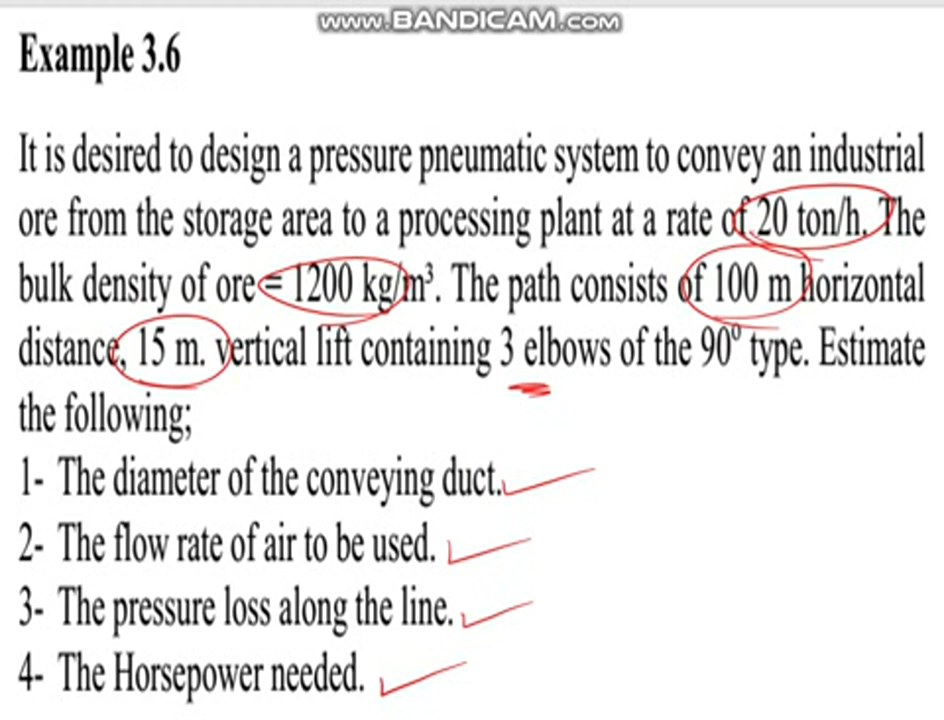 www.BANDICAM.com
Example 3.6
It is desired to design a pressure pneumatic system to convey an industrial
ore from the storage area to a processing plant at a rate of 20 ton/h. The
bulk density of ore = 1200 kg/m³. The path consists of 100 m horizontal
distance, 15 m. vertical lift containing 3 elbows of the 90⁰ type. Estimate
the following;
1- The diameter of the conveying duct.
2- The flow rate of air to be used.
3- The pressure loss along the line.
4- The Horsepower needed.